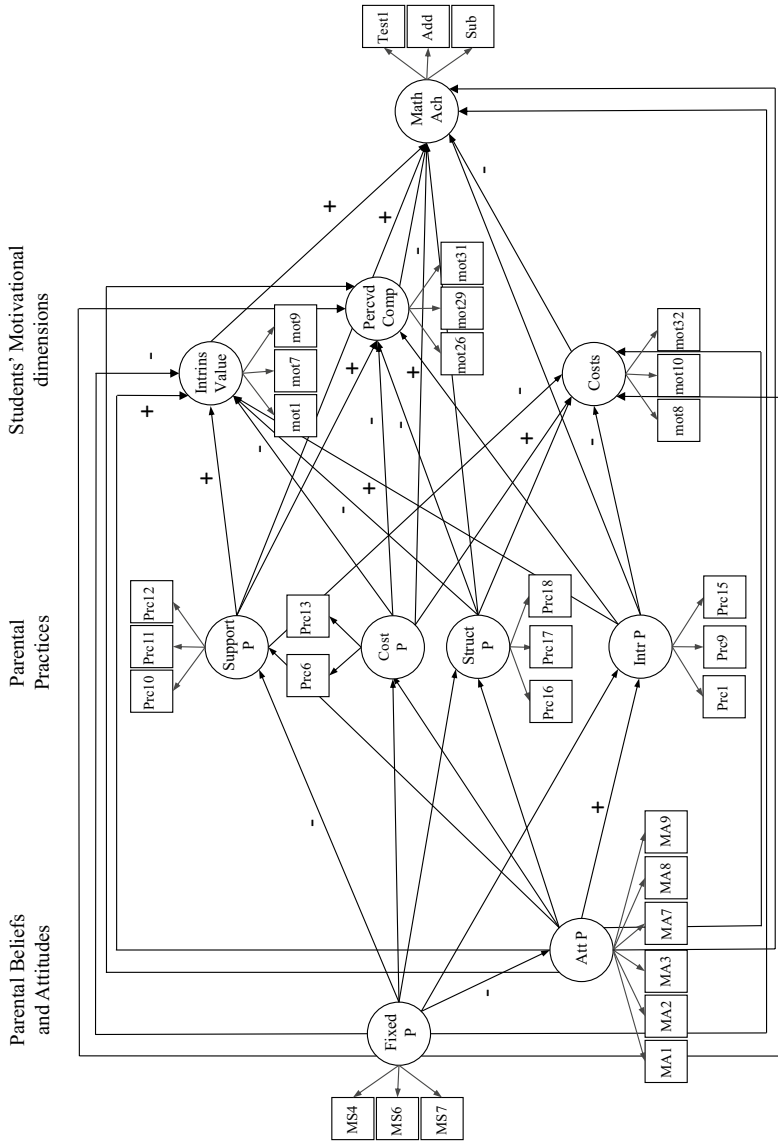 Parental Beliefs
and Attitudes
Parental
Practices
Students' Motivational
dimensions
MS4
MS6
MS7
Fixed
P
Att P
MA1
MA2
MA3
MA7
MA8
MA9
Prc10
Prc11
Prc12
Support
P
Prc6
Prc13
Cost
P
Struct
P
Prc16
Prc17
Prc18
Intr P
Prc1
Prc9
Prc15
Intrins
Value
mot1
mot7
mot9
Percvd
Comp
mot26
mot29
mot31
Costs
mot8
mot10
mot32
Math
Ach
Test1
Add
Sub
-
-
+
+
-
+
-
-
+
-
-
+
+
+
-
-
+
+
-
-